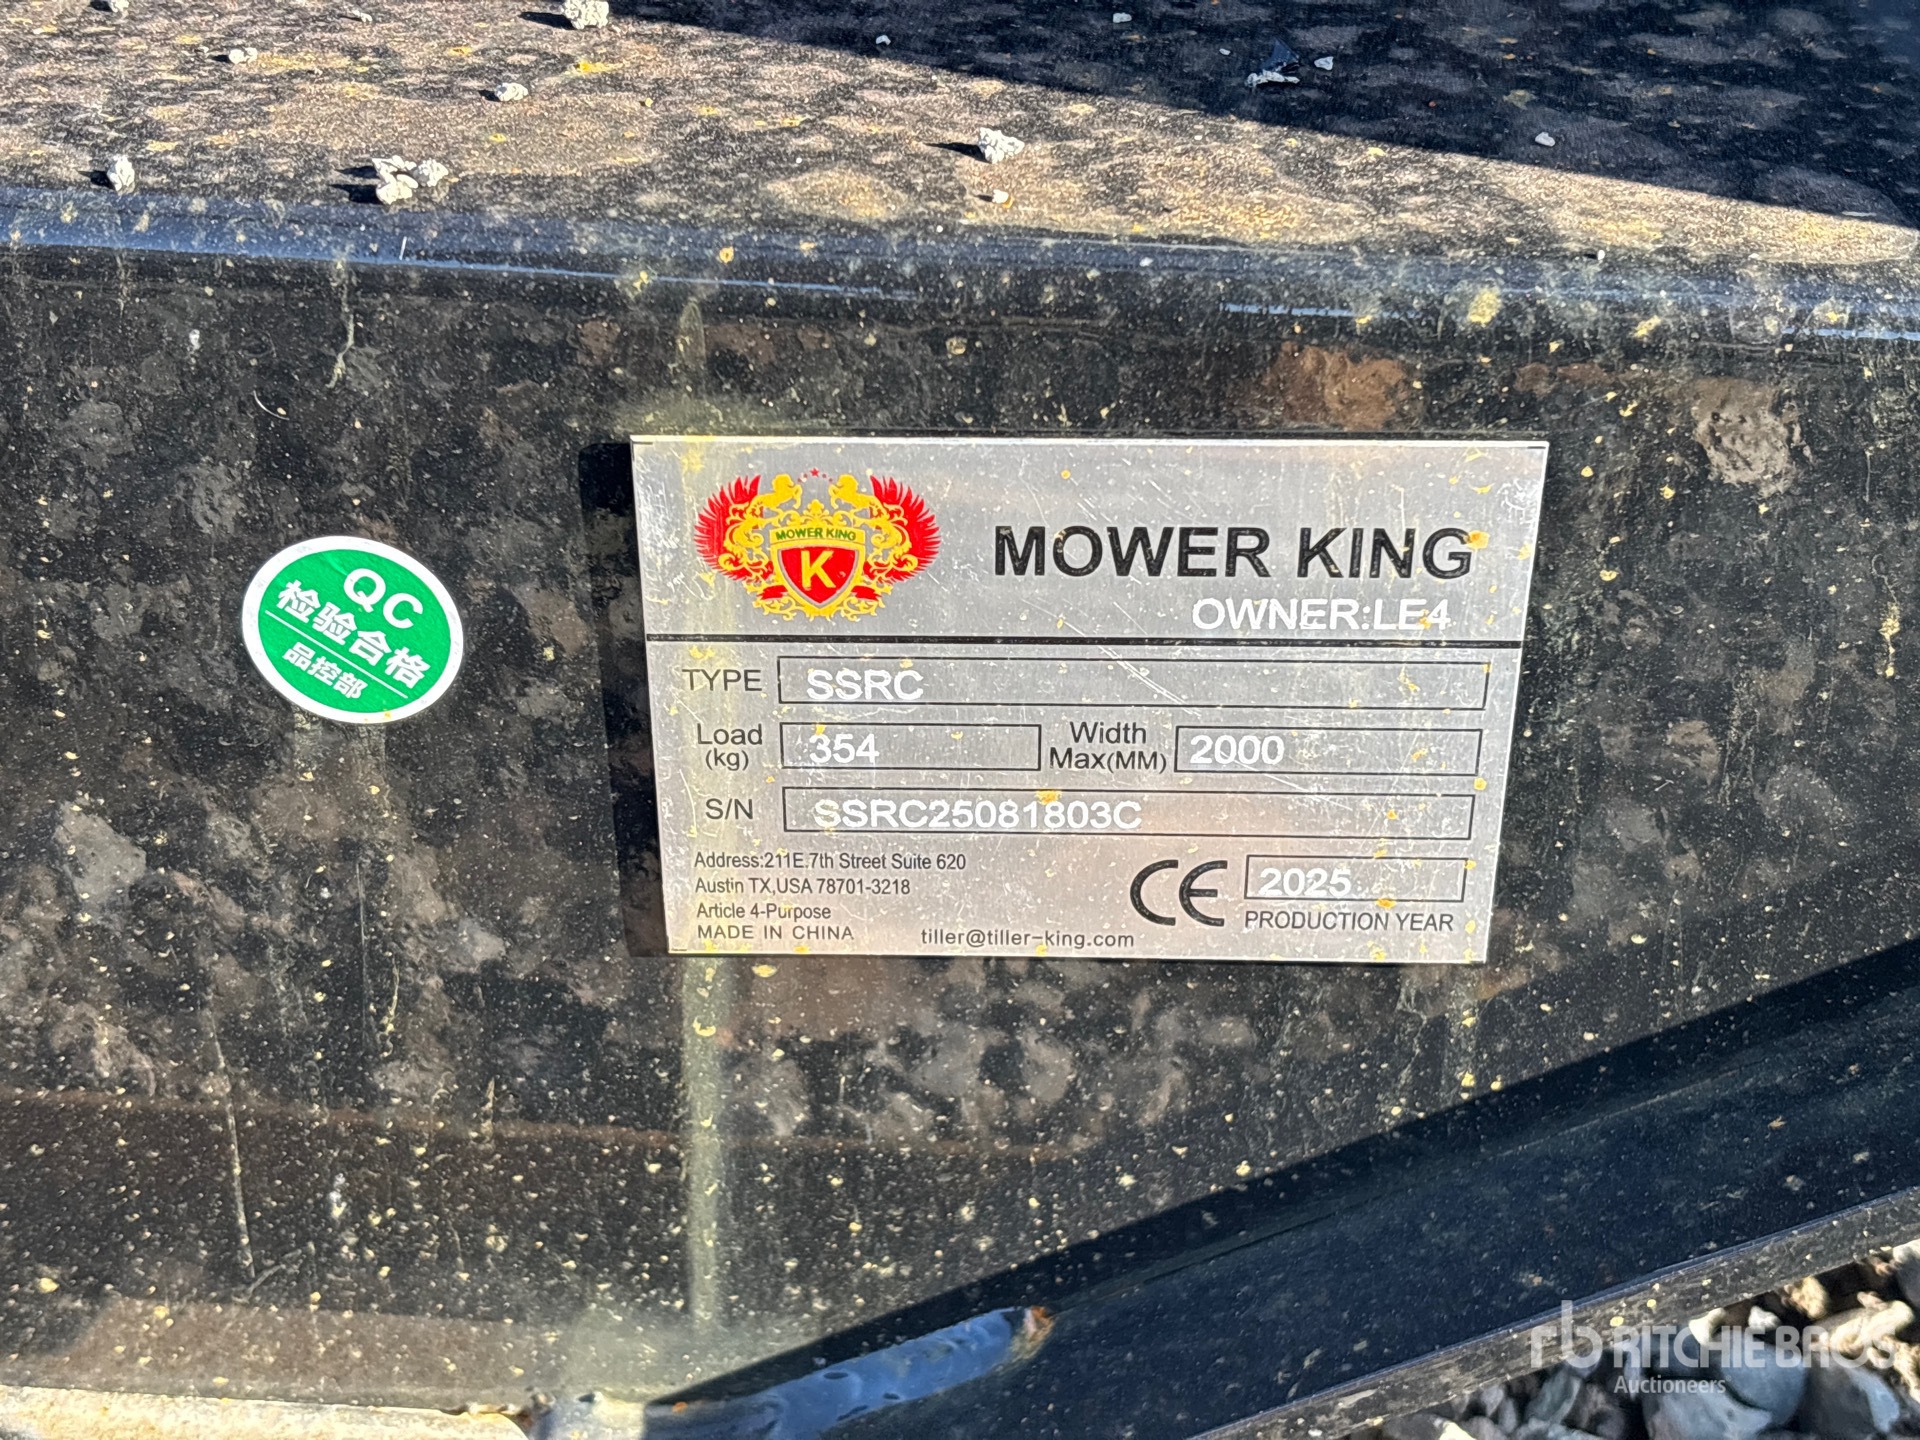 QC
检验合格
品控部
MOWER KING
K
MOWER KING
OWNER:LE4
TYPE SSRC
Load (kg) 354 Width Max(MM) 2000
S/N SSRC25081803C
Address:211E.7th Street Suite 620
Austin TX,USA 78701-3218
Article 4-Purpose
MADE IN CHINA
tiller@tiller-king.com
CE 2025
PRODUCTION YEAR
rb RITCHIE BROS.
Auctioneers